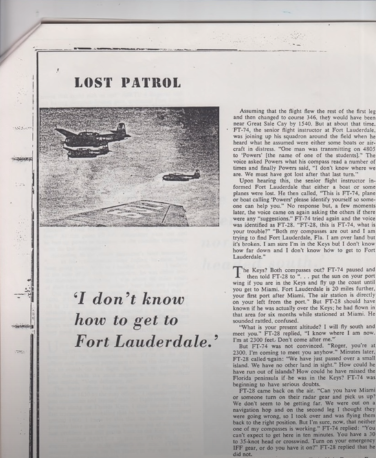 LOST PATROL
'I don't know
how to get to
Fort Lauderdale.'
Assuming that the flight flew the rest of the first leg
and then changed to course 346, they would have been
near Great Sale Cay by 1540. But at about that time,
FT-74, the senior flight instructor at Fort Lauderdale,
was joining up his squadron around the field when he
heard what he assumed were either some boats or air-
craft in distress. "One man was transmitting on 4805
to 'Powers' [the name of one of the students]." The
voice asked Powers what his compass read a number of
times and finally Powers said, "I don't know where we
are. We must have got lost after that last turn."
Upon hearing this, the senior flight instructor in-
formed Fort Lauderdale that either a boat or some
planes were lost. He then called, "This is FT-74, plane
or boat calling 'Powers' please identify yourself so some-
one can help you." No response but, a few moments
later, the voice came on again asking the others if there
were any "suggestions." FT-74 tried again and the voice
was identified as FT-28. "FT-28, this is FT-74, what is
your trouble?" "Both my compasses are out and I am
trying to find Fort Lauderdale, Fla. I am over land but
it's broken. I am sure I'm in the Keys but I don't know
how far down and I don't know how to get to Fort
Lauderdale."
The Keys? Both compasses out? FT-74 paused and
then told FT-28 to ". . . put the sun on your port
wing if you are in the Keys and fly up the coast until
you get to Miami. Fort Lauderdale is 20 miles further,
your first port after Miami. The air station is directly
on your left from the port." But FT-28 should have
known if he was actually over the Keys; he had flown in
that area for six months while stationed at Miami. He
sounded rattled, confused.
"What is your present altitude? I will fly south and
meet you." FT-28 replied, "I know where I am now.
I'm at 2300 feet. Don't come after me."
But FT-74 was not convinced. "Roger, you're at
2300. I'm coming to meet you anyhow." Minutes later,
FT-28 called again: "We have just passed over a small
island. We have no other land in sight." How could he
have run out of islands? How could he have missed the
Florida peninsula if he was in the Keys? FT-74 was
beginning to have serious doubts.
FT-28 came back on the air. "Can you have Miami
or someone turn on their radar gear and pick us up?
We don't seem to be getting far. We were out on a
navigation hop and on the second leg I thought they
were going wrong, so I took over and was flying them
back to the right position. But I'm sure, now, that neither
one of my compasses is working." FT-74 replied: "You
can't expect to get here in ten minutes. You have a 30
to 35-knot head or crosswind. Turn on your emergency
IFF gear, or do you have it on?" FT-28 replied that he
did not.